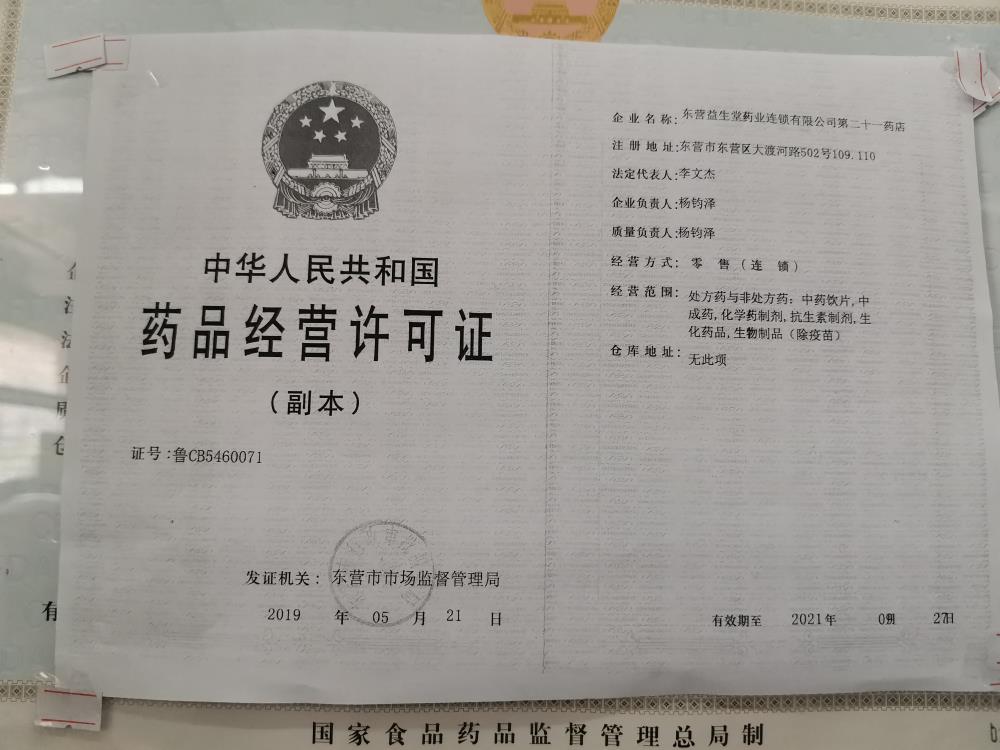 中华人民共和国
药品经营许可证
（副本）
证号:鲁CB5460071
发证机关：东营市市场监督管理局
2019 年 05 月 21 日
企业名称:东营益生堂药业连锁有限公司第二十一药店
注册地址:东营市东营区大渡河路502号109.110
法定代表人:李文杰
企业负责人:杨钧泽
质量负责人:杨钧泽
经营方式：零 售（连 锁）
经营范围：处方药与非处方药：中药饮片,中
成药,化学药制剂,抗生素制剂,生
化药品,生物制品（除疫苗）
仓库地址：无此项
有效期至 2021年 09月 27日
国家食品药品监督管理总局制